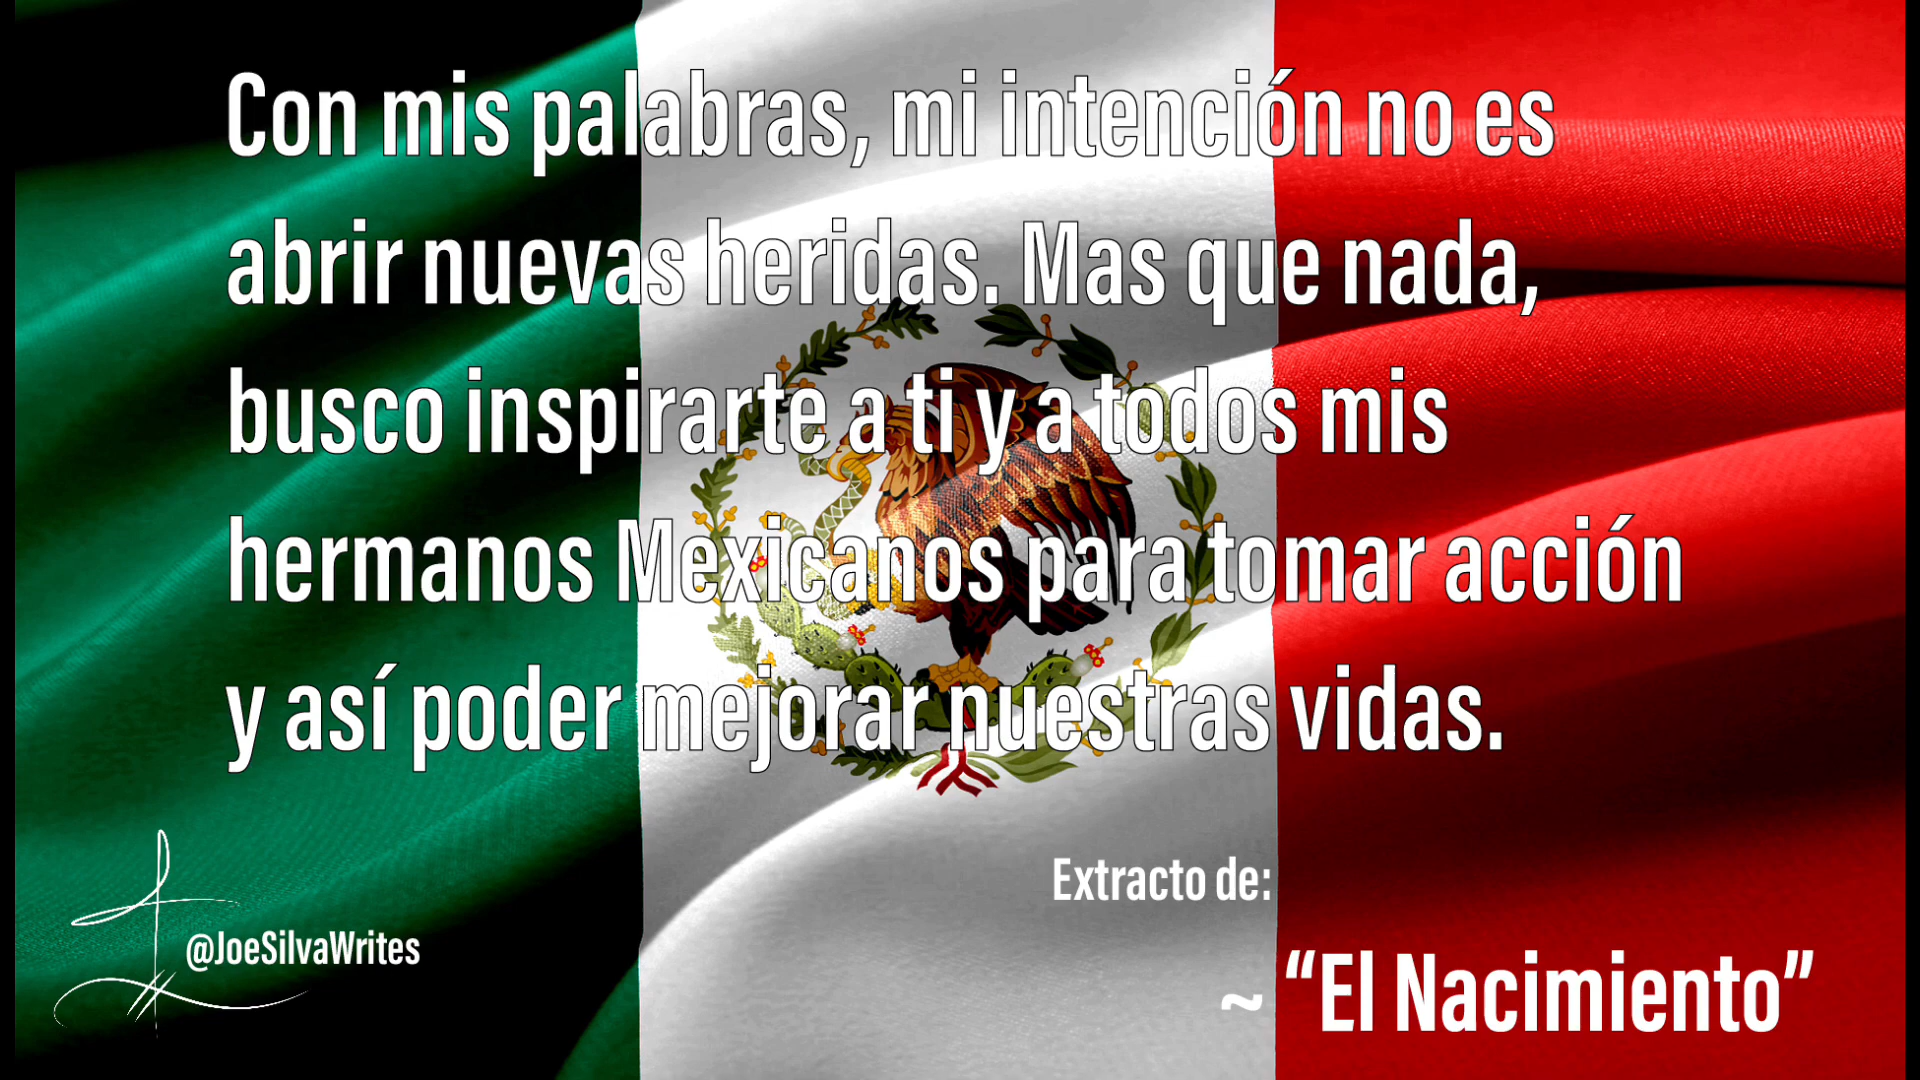 Con mis palabras, mi intención no es
abrir nuevas heridas. Mas que nada,
busco inspirarte a ti y a todos mis
hermanos Mexicanos para tomar acción
y así poder mejorar nuestras vidas.
Extracto de:
~ “El Nacimiento”
@JoeSilvaWrites